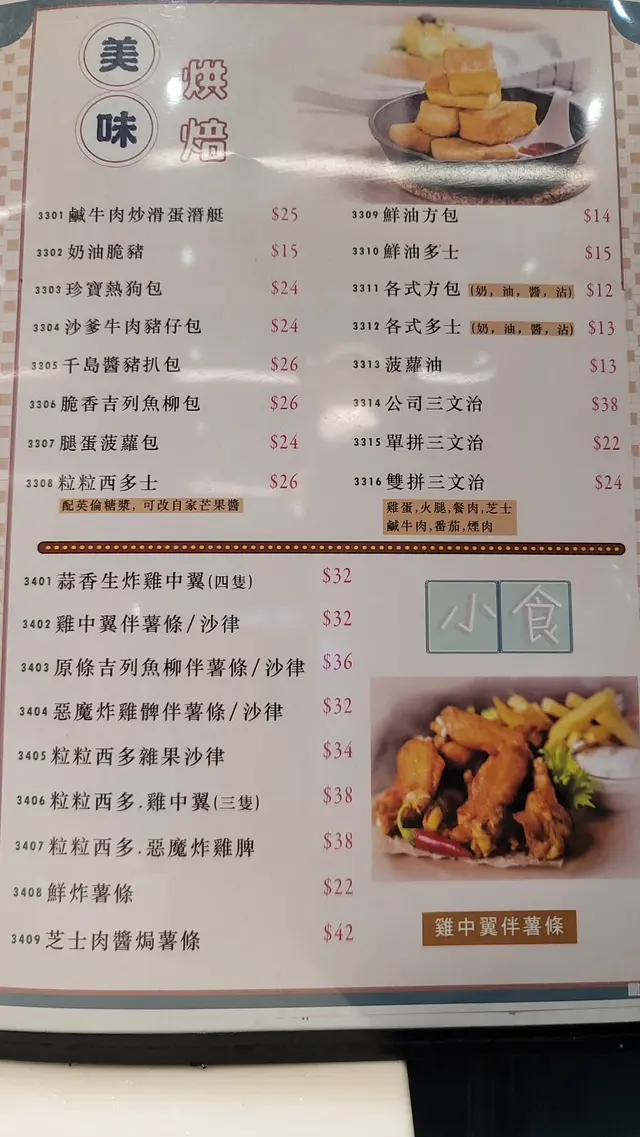 美味
烘焙
3301 鹹牛肉炒滑蛋潛艇 $25
3302 奶油脆豬 $15
3303 珍寶熱狗包 $24
3304 沙爹牛肉豬仔包 $24
3305 千島醬豬扒包 $26
3306 脆香吉列魚柳包 $26
3307 腿蛋菠蘿包 $24
3308 粒粒西多士 $26
配英倫糖漿，可改自家芒果醬
3309 鮮油方包 $14
3310 鮮油多士 $15
3311 各式方包 (奶，油，醬，沾) $12
3312 各式多士 (奶，油，醬，沾) $13
3313 菠蘿油 $13
3314 公司三文治 $38
3315 單拼三文治 $22
3316 雙拼三文治 $24
雞蛋,火腿,餐肉,芝士
鹹牛肉,番茄,煙肉
小食
3401 蒜香生炸雞中翼(四隻) $32
3402 雞中翼伴薯條/沙律 $32
3403 原條吉列魚柳伴薯條/沙律 $36
3404 惡魔炸雞髀伴薯條/沙律 $32
3405 粒粒西多雜果沙律 $34
3406 粒粒西多.雞中翼(三隻) $38
3407 粒粒西多.惡魔炸雞脾 $38
3408 鮮炸薯條 $22
3409 芝士肉醬焗薯條 $42
雞中翼伴薯條